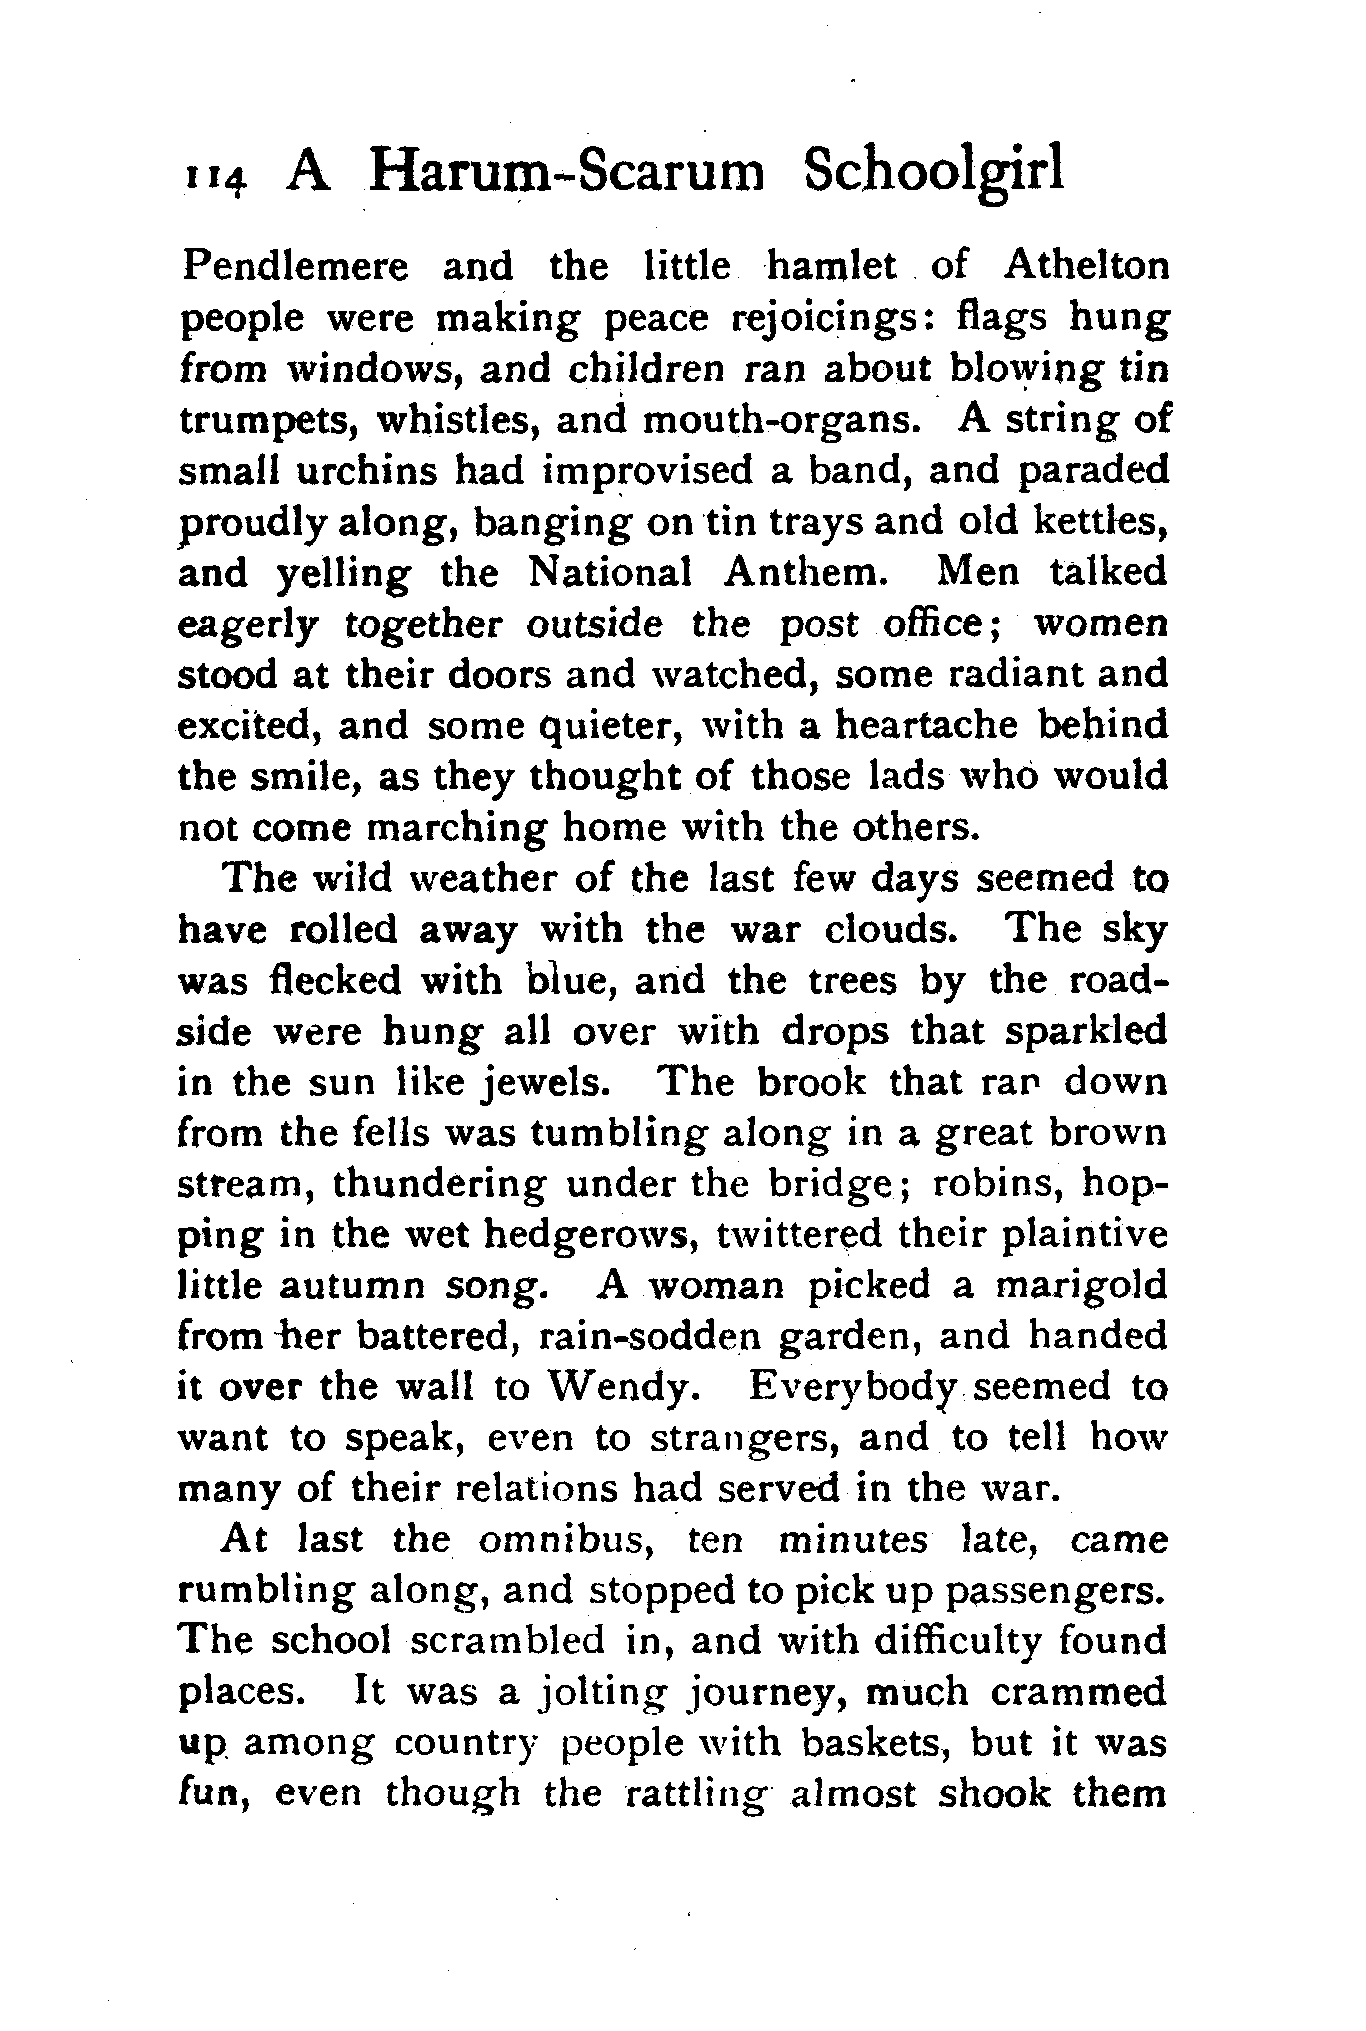 114 A Harum-Scarum Schoolgirl
Pendlemere and the little hamlet of Athelton
people were making peace rejoicings: flags hung
from windows, and children ran about blowing tin
trumpets, whistles, and mouth-organs. A string of
small urchins had improvised a band, and paraded
proudly along, banging on tin trays and old kettles,
and yelling the National Anthem. Men talked
eagerly together outside the post office; women
stood at their doors and watched, some radiant and
excited, and some quieter, with a heartache behind
the smile, as they thought of those lads who would
not come marching home with the others.
The wild weather of the last few days seemed to
have rolled away with the war clouds. The sky
was flecked with blue, and the trees by the road-
side were hung all over with drops that sparkled
in the sun like jewels. The brook that ran down
from the fells was tumbling along in a great brown
stream, thundering under the bridge; robins, hop-
ping in the wet hedgerows, twittered their plaintive
little autumn song. A woman picked a marigold
from her battered, rain-sodden garden, and handed
it over the wall to Wendy. Everybody seemed to
want to speak, even to strangers, and to tell how
many of their relations had served in the war.
At last the omnibus, ten minutes late, came
rumbling along, and stopped to pick up passengers.
The school scrambled in, and with difficulty found
places. It was a jolting journey, much crammed
up among country people with baskets, but it was
fun, even though the rattling almost shook them